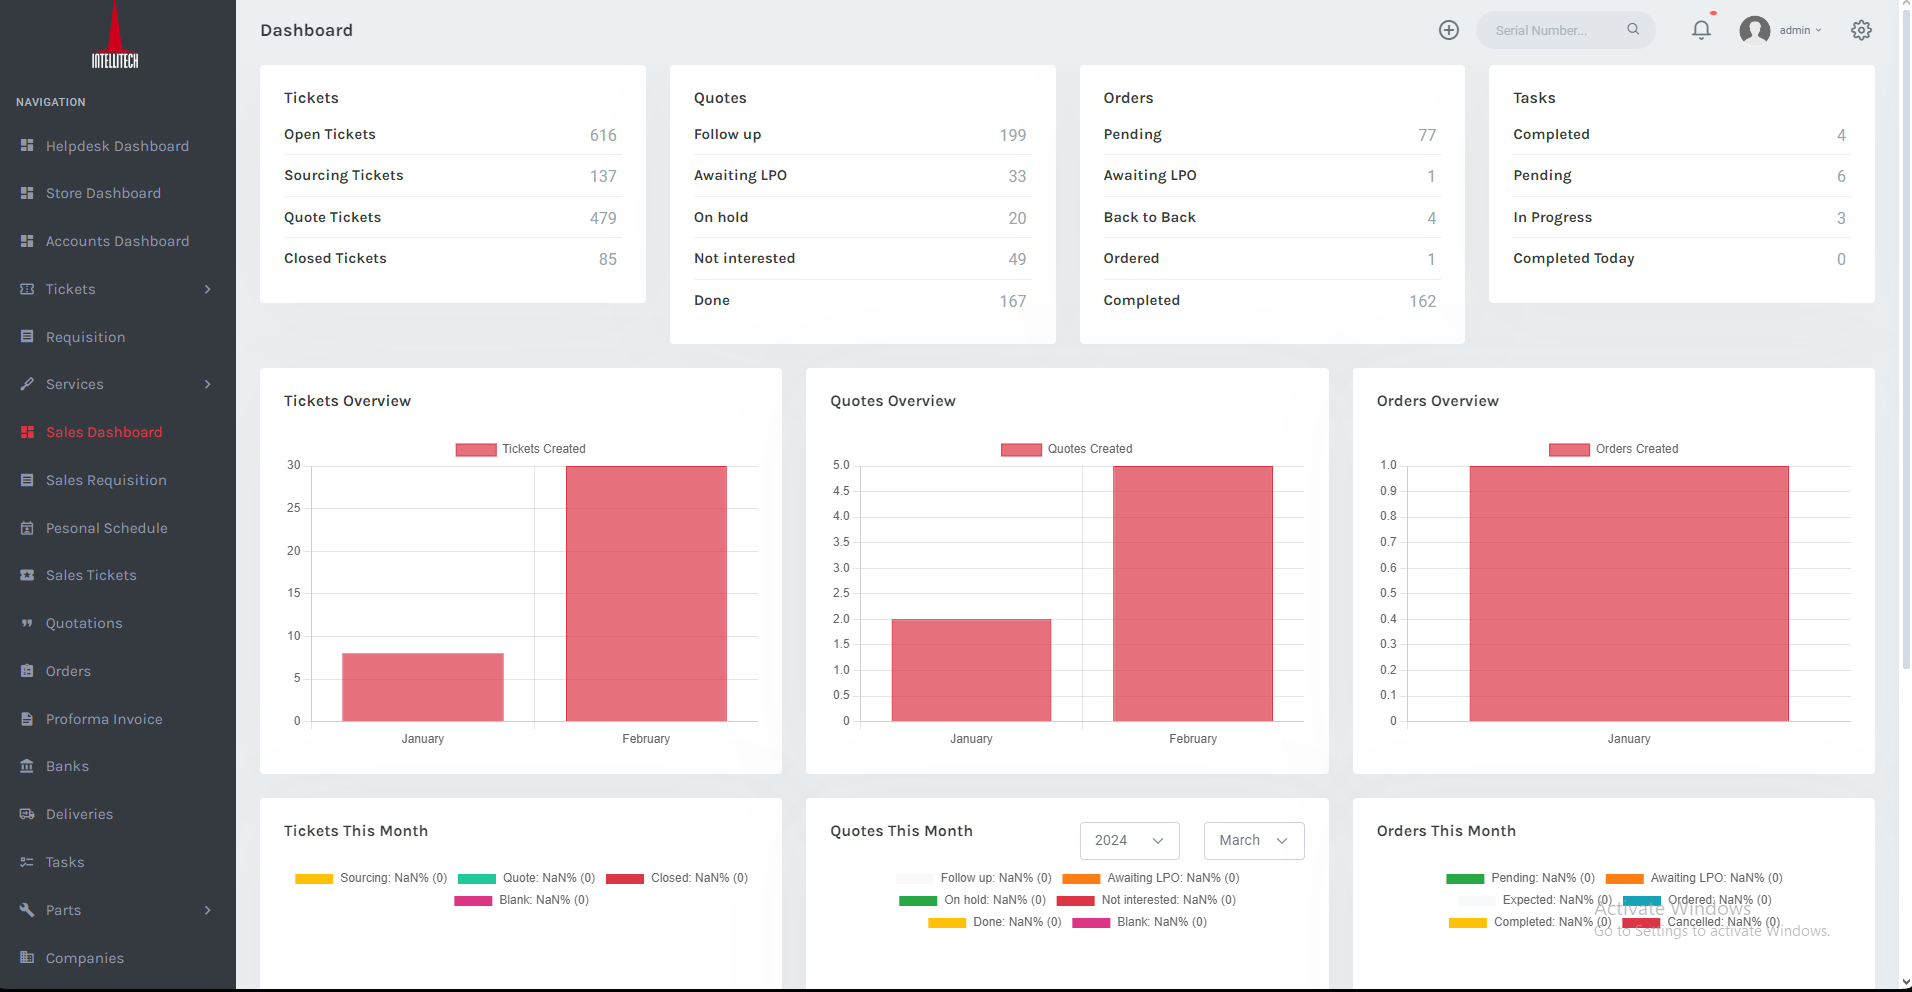 INTELLITECH
Dashboard
Serial Number...
admin
NAVIGATION
Helpdesk Dashboard
Store Dashboard
Accounts Dashboard
Tickets
Requisition
Services
Sales Dashboard
Sales Requisition
Pesonal Schedule
Sales Tickets
Quotations
Orders
Proforma Invoice
Banks
Deliveries
Tasks
Parts
Companies
Tickets
Open Tickets 616
Sourcing Tickets 137
Quote Tickets 479
Closed Tickets 85
Quotes
Follow up 199
Awaiting LPO 33
On hold 20
Not interested 49
Done 167
Orders
Pending 77
Awaiting LPO 1
Back to Back 4
Ordered 1
Completed 162
Tasks
Completed 4
Pending 6
In Progress 3
Completed Today 0
Tickets Overview
Tickets Created
30
25
20
15
10
5
0
January February
Quotes Overview
Quotes Created
5.0
4.5
4.0
3.5
3.0
2.5
2.0
1.5
1.0
0.5
0
January February
Orders Overview
Orders Created
1.0
0.9
0.8
0.7
0.6
0.5
0.4
0.3
0.2
0.1
0
January
Tickets This Month
Sourcing: NaN% (0) Quote: NaN% (0) Closed: NaN% (0)
Blank: NaN% (0)
Quotes This Month
2024 March
Follow up: NaN% (0) Awaiting LPO: NaN% (0)
On hold: NaN% (0) Not interested: NaN% (0)
Done: NaN% (0) Blank: NaN% (0)
Orders This Month
Pending: NaN% (0) Awaiting LPO: NaN% (0)
Expected: NaN% (0) Ordered: NaN% (0)
Completed: NaN% (0) Cancelled: NaN% (0)
Activate Windows
Go to Settings to activate Windows.